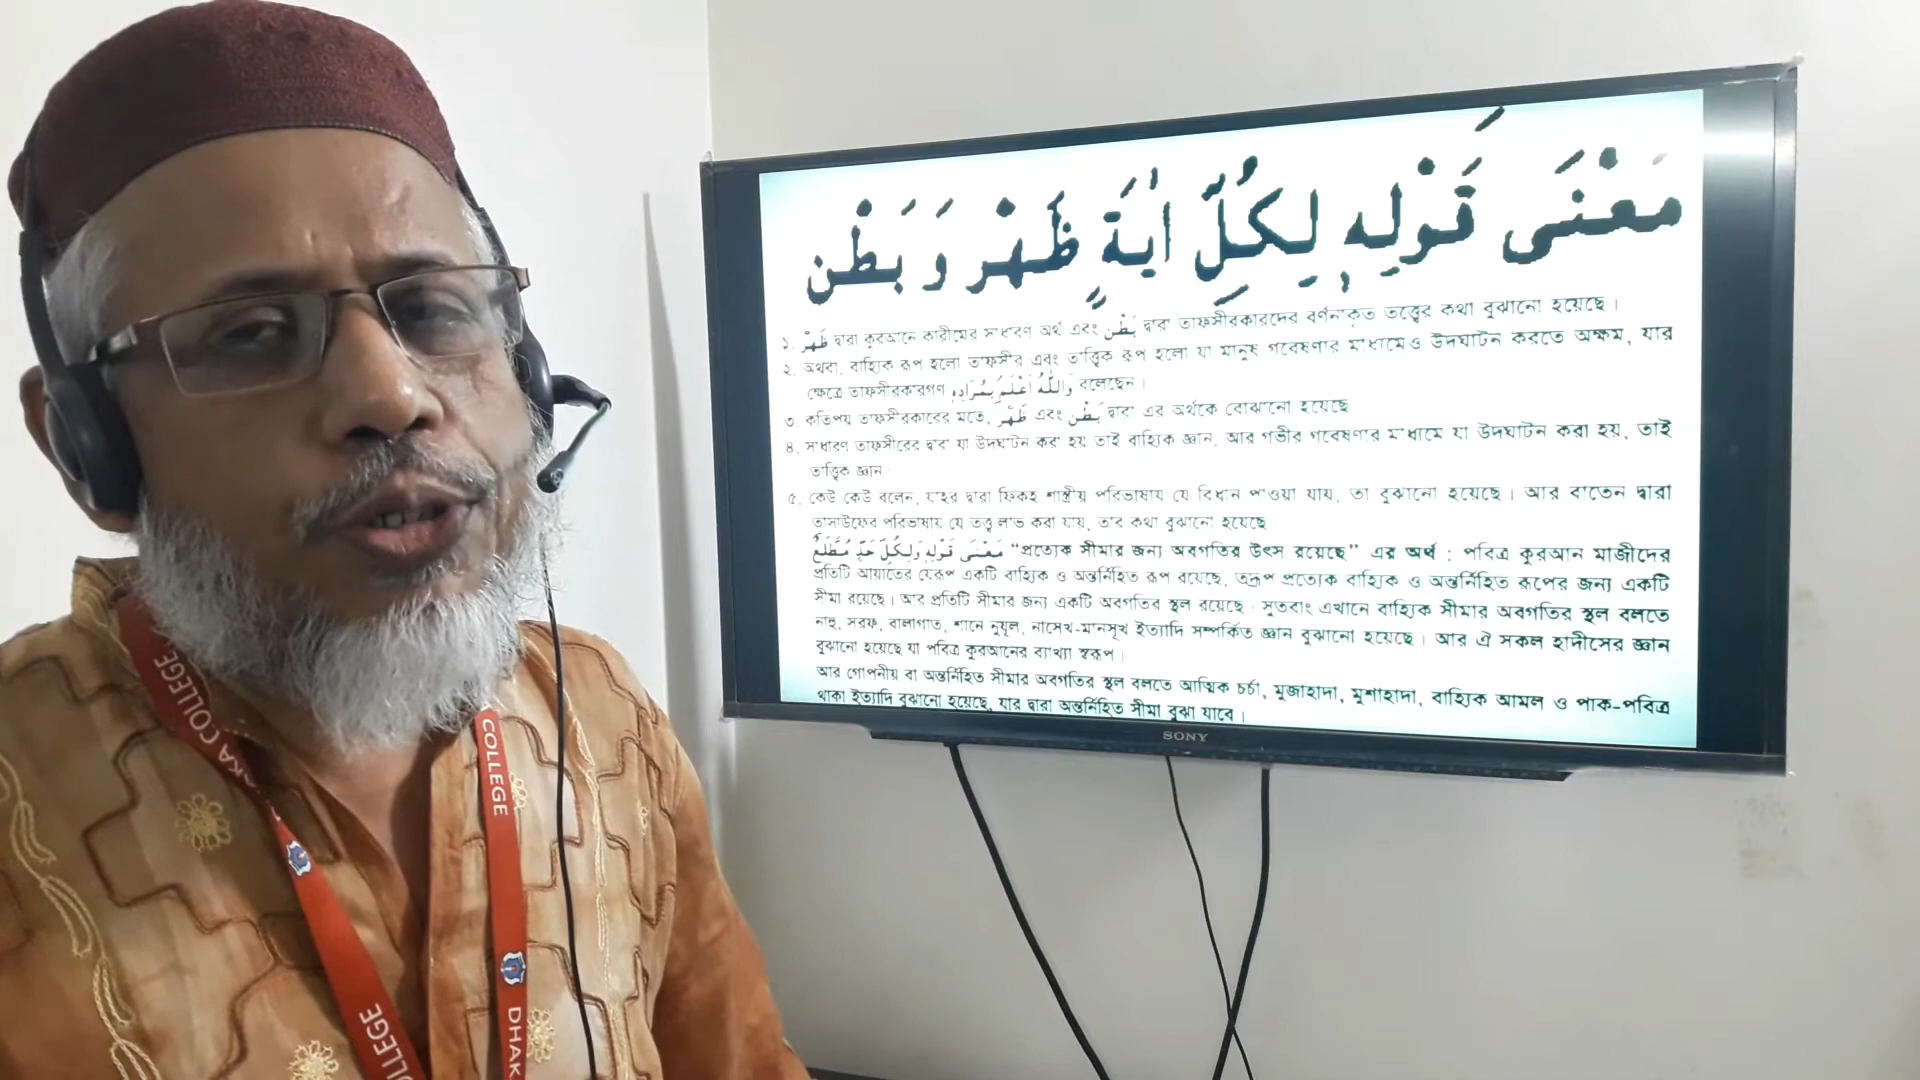 مَعْنٰى قَوْلِهٖ لِكُلِّ اٰيَةٍ ظَهْر وَ بَطْن
১. ظَهْر দ্বারা কুরআনে কারীমের সাধারণ অর্থ এবং بَطْن দ্বারা তাফসীরকারদের বর্ণনাকৃত তত্ত্বের কথা বুঝানো হয়েছে।
২. অথবা, বাহ্যিক রূপ হলো তাফসীর এবং তাত্ত্বিক রূপ হলো যা মানুষ গবেষণার মাধ্যমেও উদঘাটন করতে অক্ষম, যার
ক্ষেত্রে তাফসীরকারগণ وَاللّٰهُ اَعْلَمُ بِمُرَادِهٖ বলেছেন।
৩. কতিপয় তাফসীরকারের মতে, ظَهْر এবং بَطْن দ্বারা এর অর্থকে বোঝানো হয়েছে
৪. সাধারণ তাফসীরের দ্বারা যা উদঘাটন করা হয় তাই বাহ্যিক জ্ঞান, আর গভীর গবেষণার মাধ্যমে যা উদঘাটন করা হয়, তাই
তাত্ত্বিক জ্ঞান
৫. কেউ কেউ বলেন, যাহর দ্বারা ফিকহ শাস্ত্রীয় পরিভাষায় যে বিধান পাওয়া যায়, তা বুঝানো হয়েছে। আর বাতেন দ্বারা
তাসাউফের পরিভাষায় যে তত্ত্ব লাভ করা যায়, তার কথা বুঝানো হয়েছে
مَعْنٰى قَوْلِهٖ وَلِكُلِّ حَدٍّ مُطَّلَعٌ "প্রত্যেক সীমার জন্য অবগতির উৎস রয়েছে" এর অর্থ : পবিত্র কুরআন মাজীদের
প্রতিটি আয়াতের যেরূপ একটি বাহ্যিক ও অন্তর্নিহিত রূপ রয়েছে, তদ্রূপ প্রত্যেক বাহ্যিক ও অন্তর্নিহিত রূপের জন্য একটি
সীমা রয়েছে। আর প্রতিটি সীমার জন্য একটি অবগতির স্থল রয়েছে। সুতরাং এখানে বাহ্যিক সীমার অবগতির স্থল বলতে
নাহু, সরফ, বালাগাত, শানে নুযূল, নাসেখ-মানসূখ ইত্যাদি সম্পর্কিত জ্ঞান বুঝানো হয়েছে। আর ঐ সকল হাদীসের জ্ঞান
বুঝানো হয়েছে যা পবিত্র কুরআনের ব্যাখ্যা স্বরূপ।
আর গোপনীয় বা অন্তর্নিহিত সীমার অবগতির স্থল বলতে আত্মিক চর্চা, মুজাহাদা, মুশাহাদা, বাহ্যিক আমল ও পাক-পবিত্র
থাকা ইত্যাদি বুঝানো হয়েছে, যার দ্বারা অন্তর্নিহিত সীমা বুঝা যাবে।
SONY
KA COLLEGE
COLLEGE
COLLEGE
DHAK